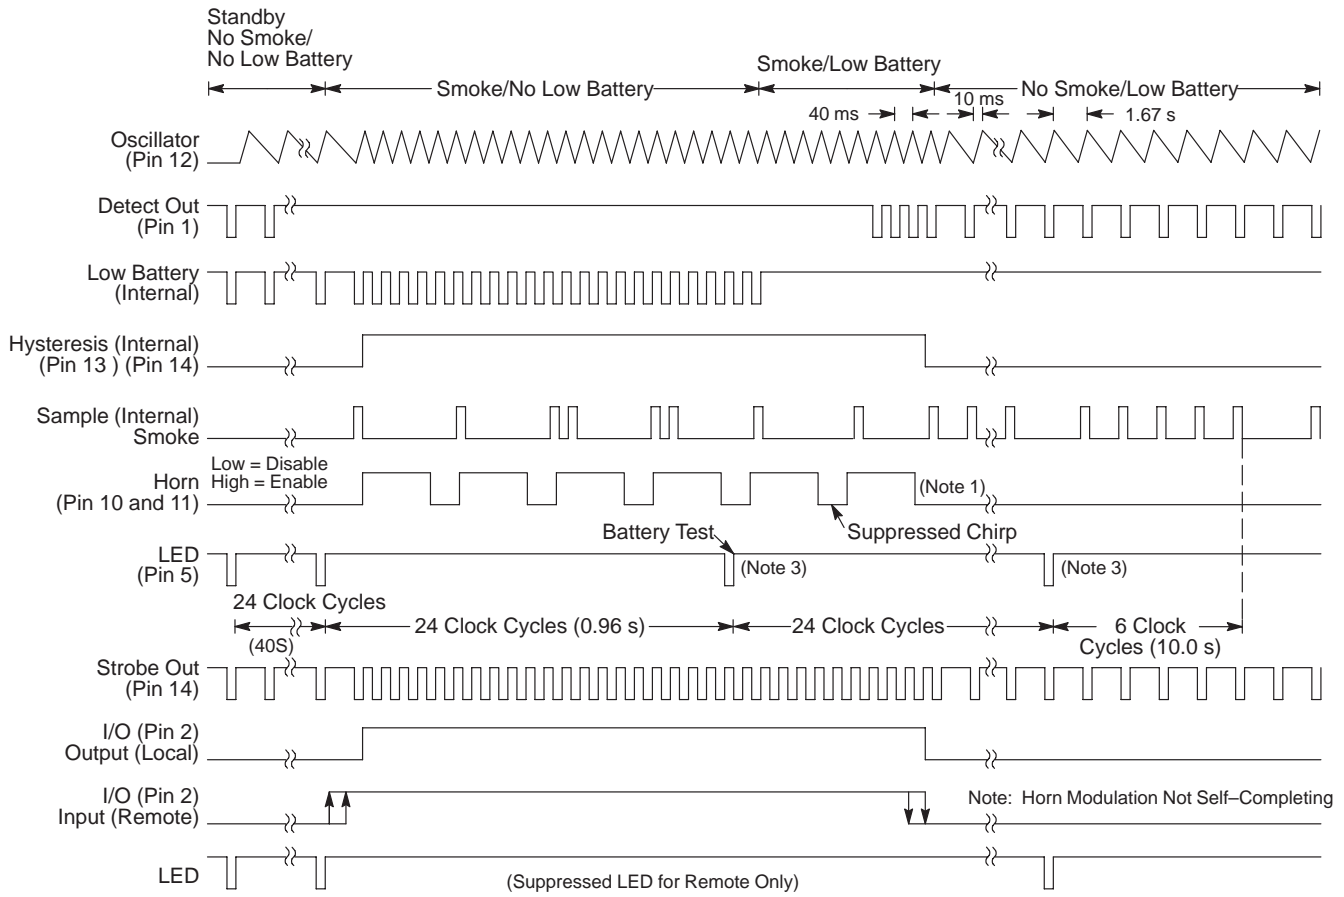 Standby
No Smoke/
No Low Battery
Smoke/No Low Battery
Smoke/Low Battery
No Smoke/Low Battery
40 ms
10 ms
1.67 s
Oscillator
(Pin 12)
Detect Out
(Pin 1)
Low Battery
(Internal)
Hysteresis (Internal)
(Pin 13 ) (Pin 14)
Sample (Internal)
Smoke
Low = Disable
High = Enable
Horn
(Pin 10 and 11)
(Note 1)
Suppressed Chirp
Battery Test
LED
(Pin 5)
(Note 3)
(Note 3)
24 Clock Cycles
(40S)
24 Clock Cycles (0.96 s)
24 Clock Cycles
6 Clock
Cycles (10.0 s)
Strobe Out
(Pin 14)
I/O (Pin 2)
Output (Local)
I/O (Pin 2)
Input (Remote)
Note: Horn Modulation Not Self–Completing
LED
(Suppressed LED for Remote Only)